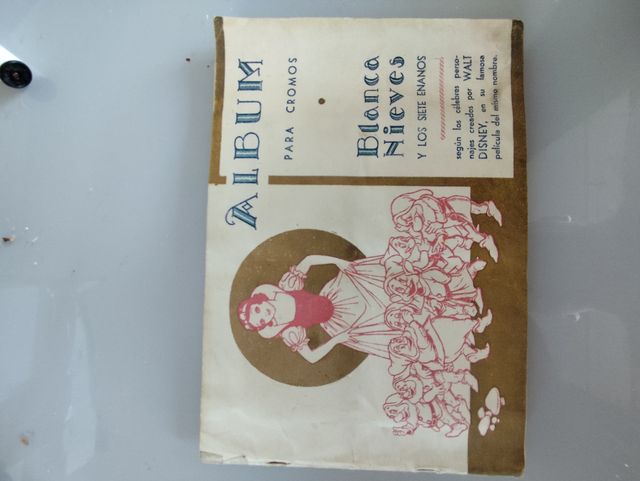 ALBUM
PARA CROMOS
Blanca
Nieves
Y LOS SIETE ENANOS
según los célebres perso-
najes creados por WALT
DISNEY, en su famosa
película del mismo nombre.